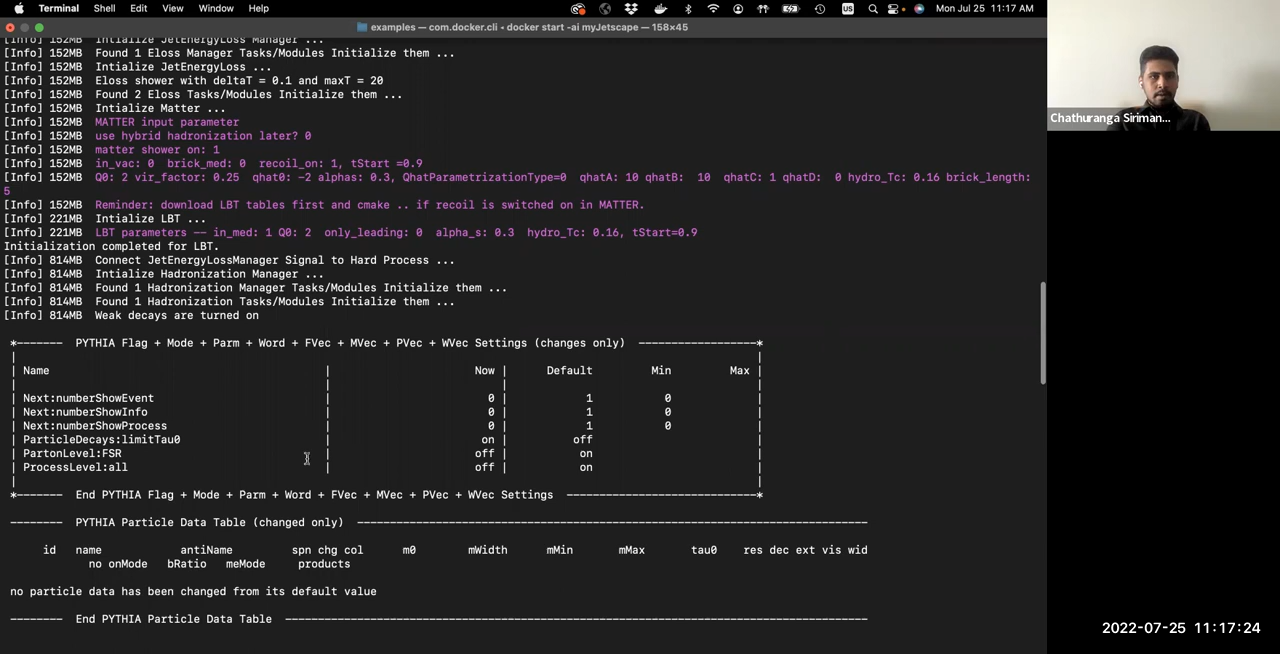 Terminal Shell Edit View Window Help US Mon Jul 25 11:17 AM
examples — com.docker.cli • docker start -ai myJetscape — 158×45
[Info] 152MB Intialize JetEnergyLoss Manager ...
[Info] 152MB Found 1 Eloss Manager Tasks/Modules Initialize them ...
[Info] 152MB Intialize JetEnergyLoss ...
[Info] 152MB Eloss shower with deltaT = 0.1 and maxT = 20
[Info] 152MB Found 2 Eloss Tasks/Modules Initialize them ...
[Info] 152MB Intialize Matter ...
[Info] 152MB MATTER input parameter
[Info] 152MB use hybrid hadronization later? 0
[Info] 152MB matter shower on: 1
[Info] 152MB in_vac: 0 brick_med: 0 recoil_on: 1, tStart =0.9
[Info] 152MB Q0: 2 vir_factor: 0.25 qhat0: -2 alphas: 0.3, QhatParametrizationType=0 qhatA: 10 qhatB: 10 qhatC: 1 qhatD: 0 hydro_Tc: 0.16 brick_length:
5
[Info] 152MB Reminder: download LBT tables first and cmake .. if recoil is switched on in MATTER.
[Info] 221MB Intialize LBT ...
[Info] 221MB LBT parameters -- in_med: 1 Q0: 2 only_leading: 0 alpha_s: 0.3 hydro_Tc: 0.16, tStart=0.9
Initialization completed for LBT.
[Info] 814MB Connect JetEnergyLossManager Signal to Hard Process ...
[Info] 814MB Intialize Hadronization Manager ...
[Info] 814MB Found 1 Hadronization Manager Tasks/Modules Initialize them ...
[Info] 814MB Found 1 Hadronization Tasks/Modules Initialize them ...
[Info] 814MB Weak decays are turned on
*------- PYTHIA Flag + Mode + Parm + Word + FVec + MVec + PVec + WVec Settings (changes only) ------------------*
| |
| Name | Now | Default Min Max |
| | | |
| Next:numberShowEvent | 0 | 1 0 |
| Next:numberShowInfo | 0 | 1 0 |
| Next:numberShowProcess | 0 | 1 0 |
| ParticleDecays:limitTau0 | on | off |
| PartonLevel:FSR | off | on |
| ProcessLevel:all | off | on |
| |
*------- End PYTHIA Flag + Mode + Parm + Word + FVec + MVec + PVec + WVec Settings -----------------------------*
-------- PYTHIA Particle Data Table (changed only) ------------------------------------------------------------------------------
id name antiName spn chg col m0 mWidth mMin mMax tau0 res dec ext vis wid
no onMode bRatio meMode products
no particle data has been changed from its default value
-------- End PYTHIA Particle Data Table -----------------------------------------------------------------------------------------
Chathuranga Siriman...
2022-07-25 11:17:24